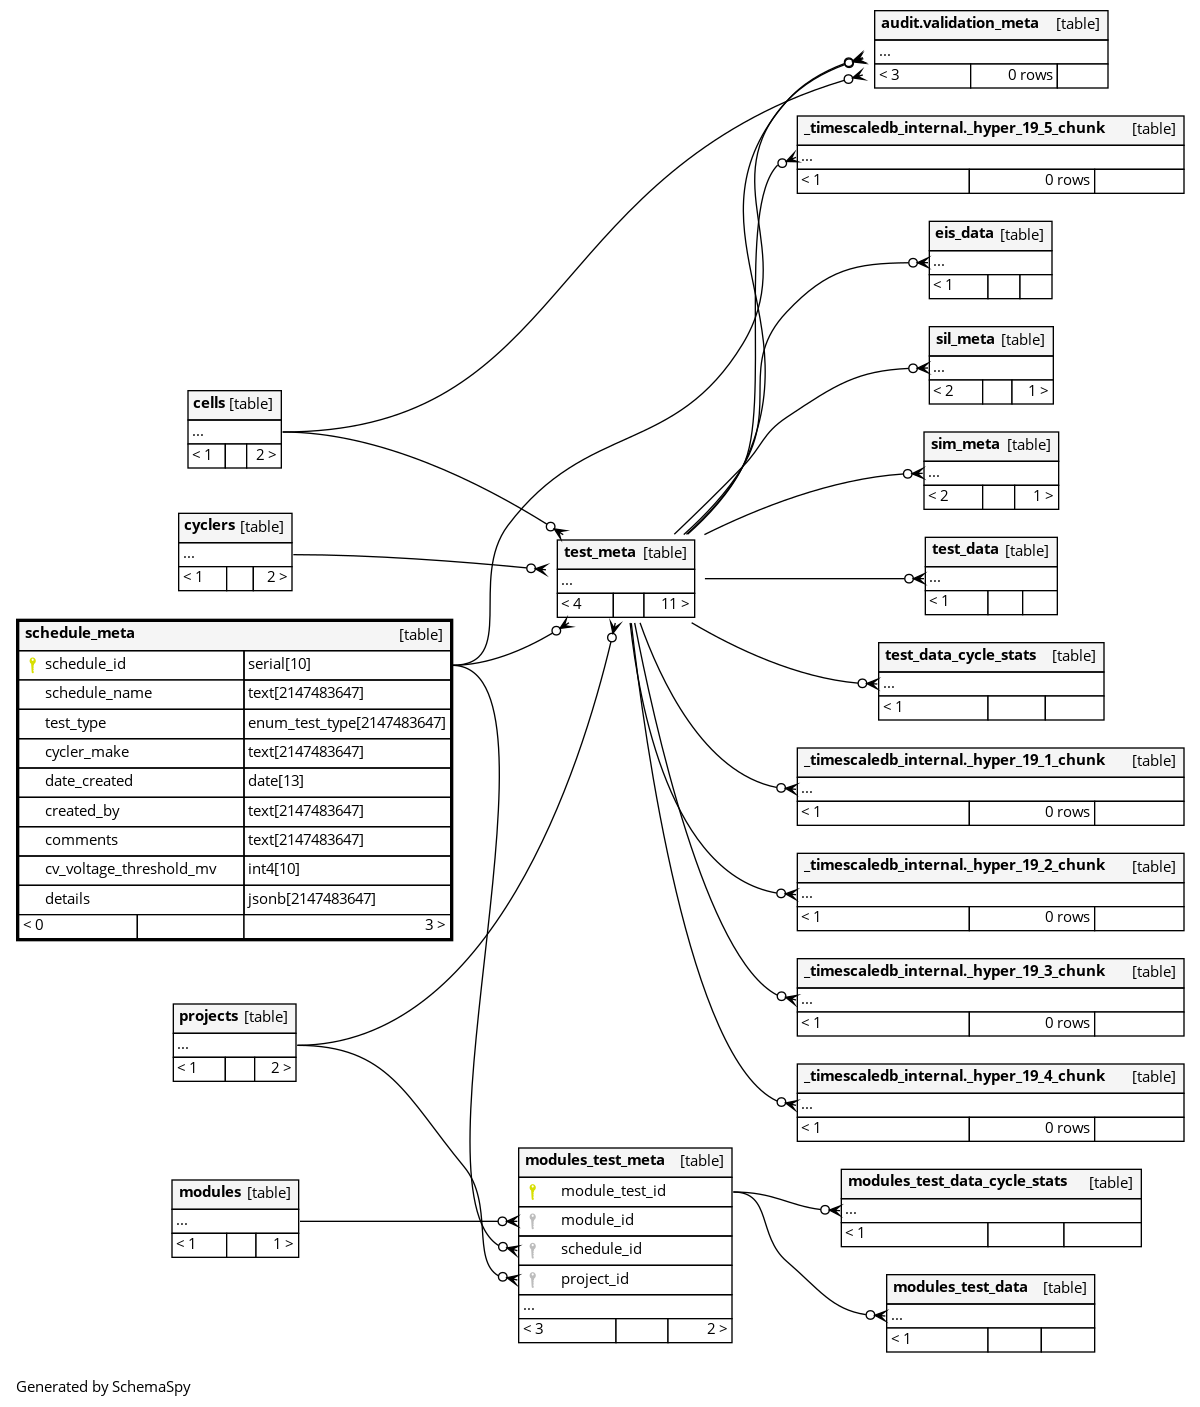 audit.validation_meta [table]
...
< 3 0 rows
_timescaledb_internal._hyper_19_5_chunk [table]
...
< 1 0 rows
eis_data [table]
...
< 1
sil_meta [table]
...
< 2 1 >
cells [table]
...
< 1 2 >
sim_meta [table]
...
< 2 1 >
cyclers [table]
...
< 1 2 >
test_meta [table]
...
< 4 11 >
test_data [table]
...
< 1
schedule_meta [table]
schedule_id serial[10]
schedule_name text[2147483647]
test_type enum_test_type[2147483647]
cycler_make text[2147483647]
date_created date[13]
created_by text[2147483647]
comments text[2147483647]
cv_voltage_threshold_mv int4[10]
details jsonb[2147483647]
< 0 3 >
test_data_cycle_stats [table]
...
< 1
_timescaledb_internal._hyper_19_1_chunk [table]
...
< 1 0 rows
_timescaledb_internal._hyper_19_2_chunk [table]
...
< 1 0 rows
_timescaledb_internal._hyper_19_3_chunk [table]
...
< 1 0 rows
projects [table]
...
< 1 2 >
_timescaledb_internal._hyper_19_4_chunk [table]
...
< 1 0 rows
modules [table]
...
< 1 1 >
modules_test_meta [table]
module_test_id
module_id
schedule_id
project_id
...
< 3 2 >
modules_test_data_cycle_stats [table]
...
< 1
modules_test_data [table]
...
< 1
Generated by SchemaSpy